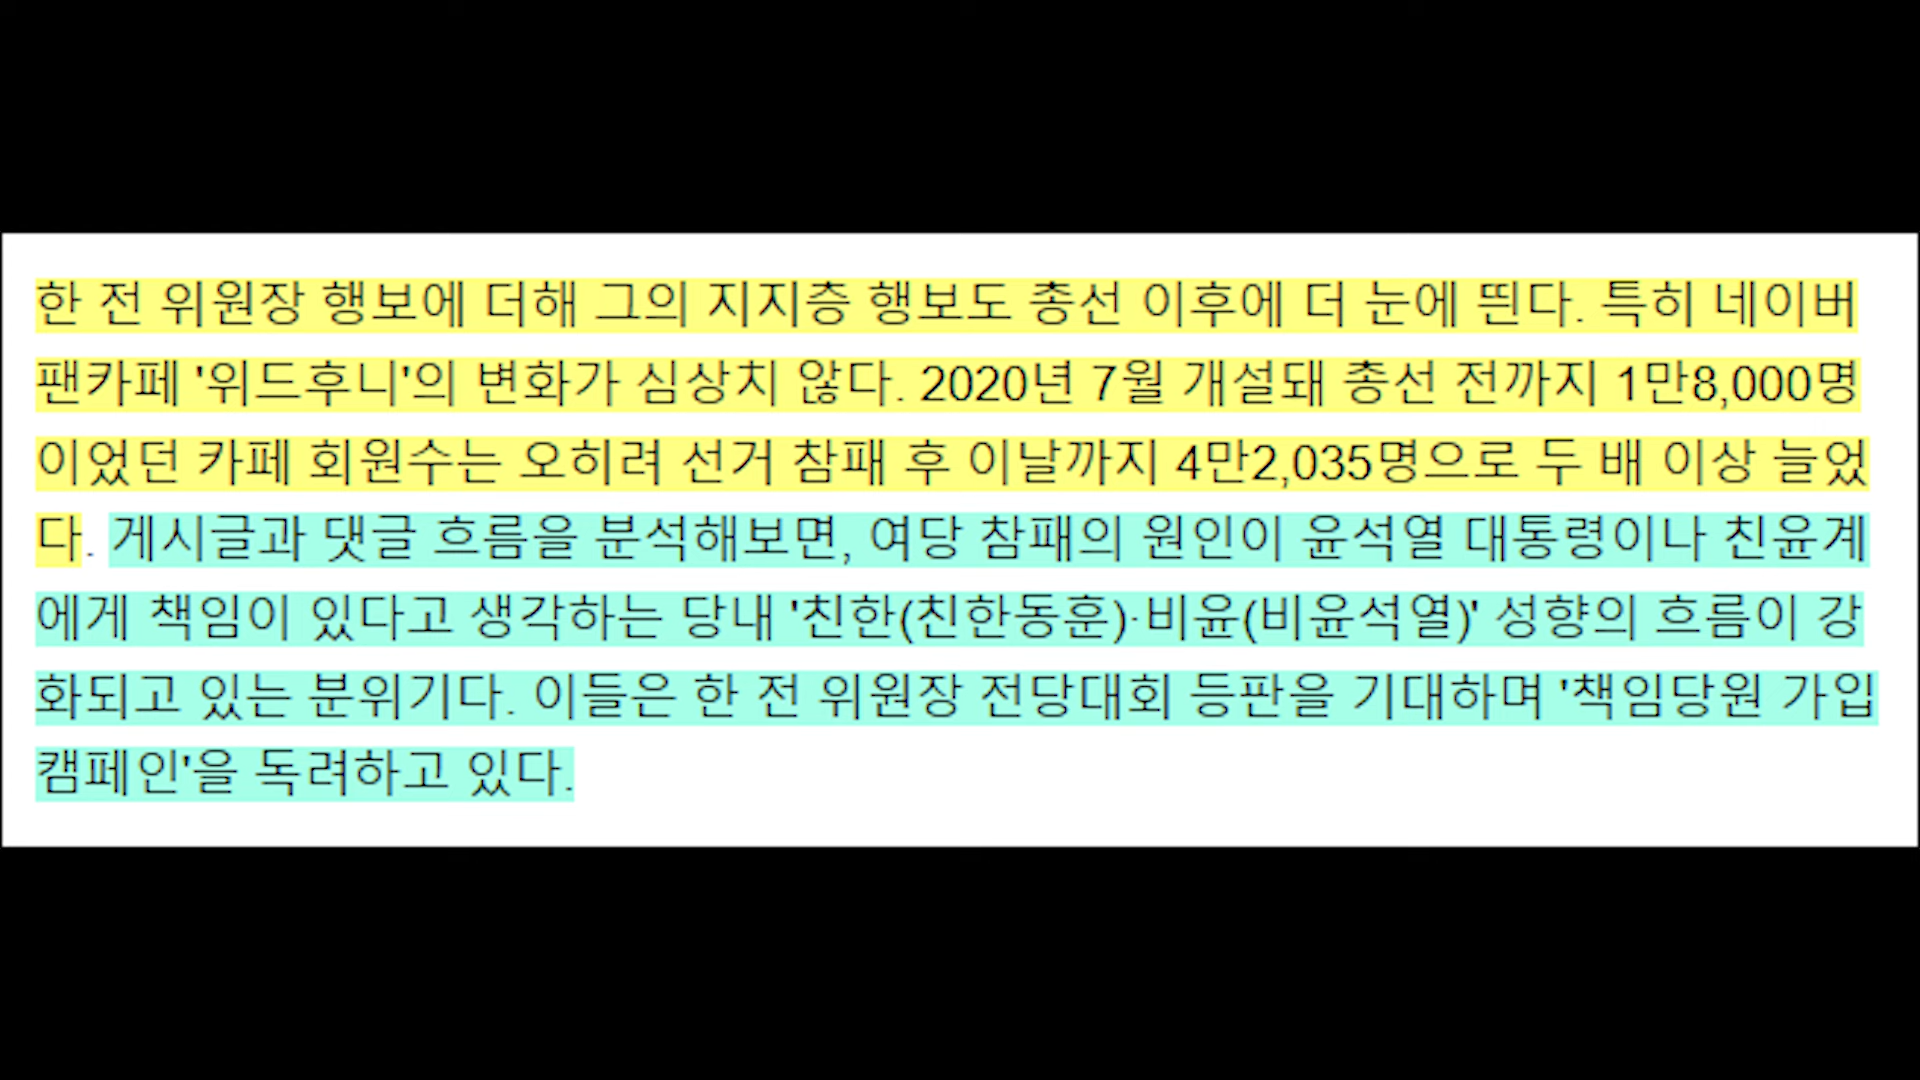 한 전 위원장 행보에 더해 그의 지지층 행보도 총선 이후에 더 눈에 띈다. 특히 네이버
팬카페 '위드후니'의 변화가 심상치 않다. 2020년 7월 개설돼 총선 전까지 1만8,000명
이었던 카페 회원수는 오히려 선거 참패 후 이날까지 4만2,035명으로 두 배 이상 늘었
다. 게시글과 댓글 흐름을 분석해보면, 여당 참패의 원인이 윤석열 대통령이나 친윤계
에게 책임이 있다고 생각하는 당내 '친한(친한동훈)·비윤(비윤석열)' 성향의 흐름이 강
화되고 있는 분위기다. 이들은 한 전 위원장 전당대회 등판을 기대하며 '책임당원 가입
캠페인'을 독려하고 있다.